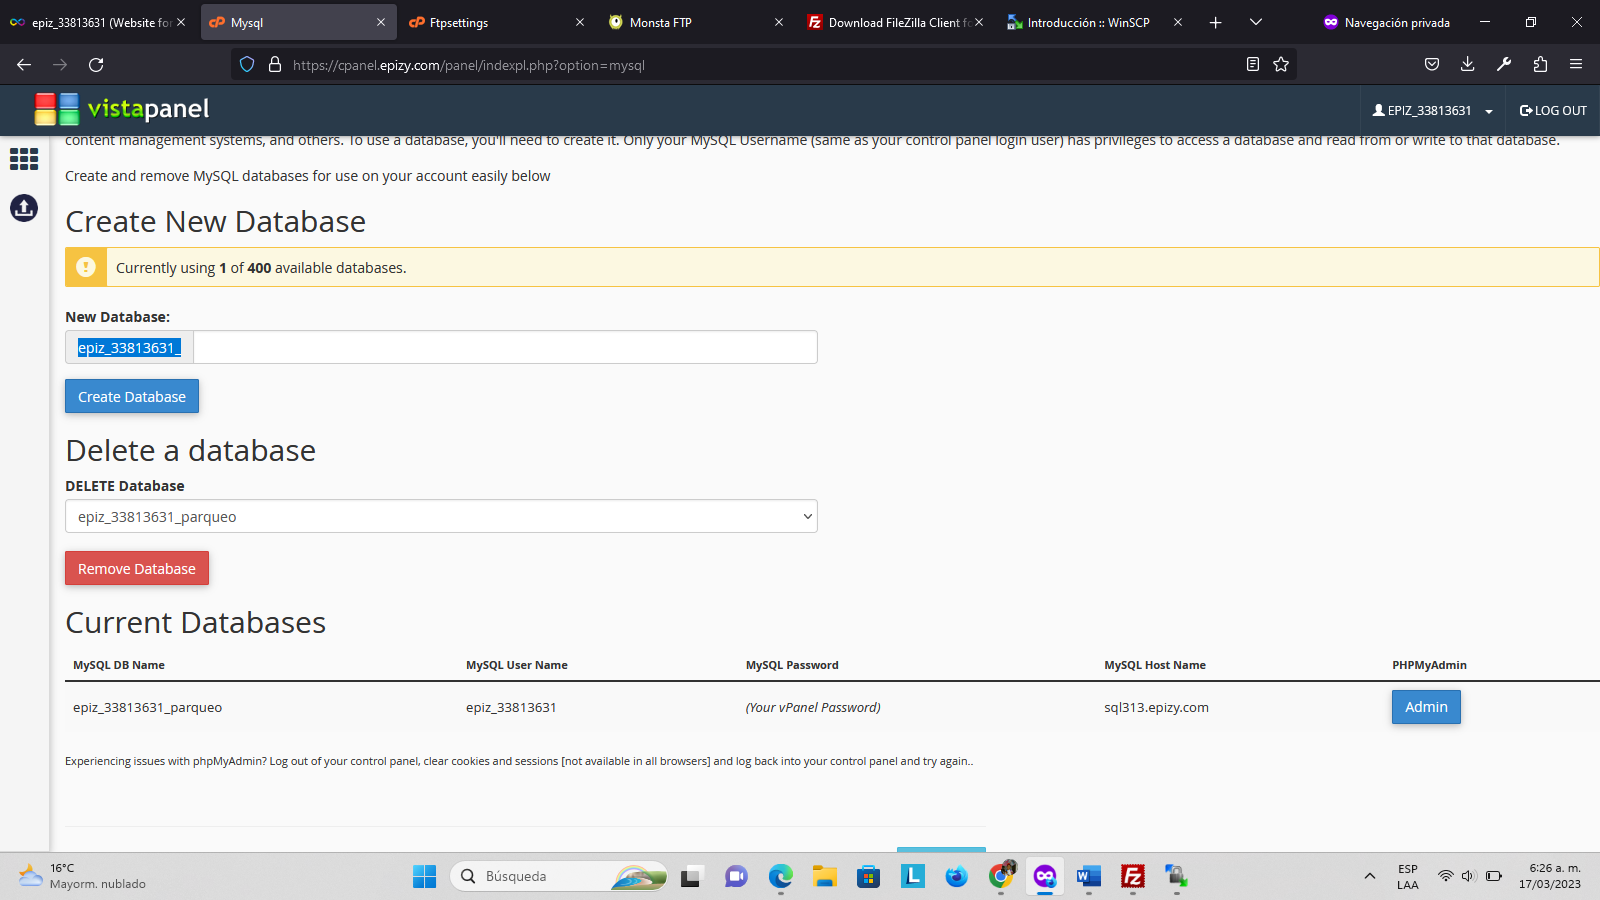 epiz_33813631 (Website for
Mysql
Ftpsettings
Monsta FTP
Download FileZilla Client fo
Introducción :: WinSCP
Navegación privada
https://cpanel.epizy.com/panel/indexpl.php?option=mysql
vistapanel
EPIZ_33813631
LOG OUT
content management systems, and others. To use a database, you'll need to create it. Only your MySQL Username (same as your control panel login user) has privileges to access a database and read from or write to that database.
Create and remove MySQL databases for use on your account easily below
Create New Database
Currently using 1 of 400 available databases.
New Database:
epiz_33813631_
Create Database
Delete a database
DELETE Database
epiz_33813631_parqueo
Remove Database
Current Databases
MySQL DB Name MySQL User Name MySQL Password MySQL Host Name PHPMyAdmin
epiz_33813631_parqueo epiz_33813631 (Your vPanel Password) sql313.epizy.com Admin
Experiencing issues with phpMyAdmin? Log out of your control panel, clear cookies and sessions [not available in all browsers] and log back into your control panel and try again..
16°C
Mayorm. nublado
Búsqueda
ESP
LAA
6:26 a. m.
17/03/2023